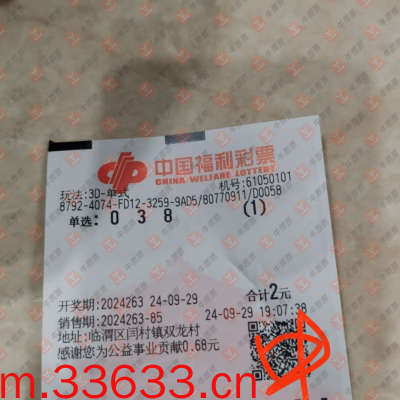 中国福利彩票
CHINA WELFARE LOTTERY
玩法:3D-单式
机号:61050101
8792-4074-FD12-3259-9AD5/80770911/D0058
单选: 0 3 8 (1)
开奖期:2024263 24-09-29 合计2元
销售期:2024263-85 24-09-29 19:07:38
地址:临渭区闫村镇双龙村
感谢您为公益事业贡献0.68元
m.33633.cn